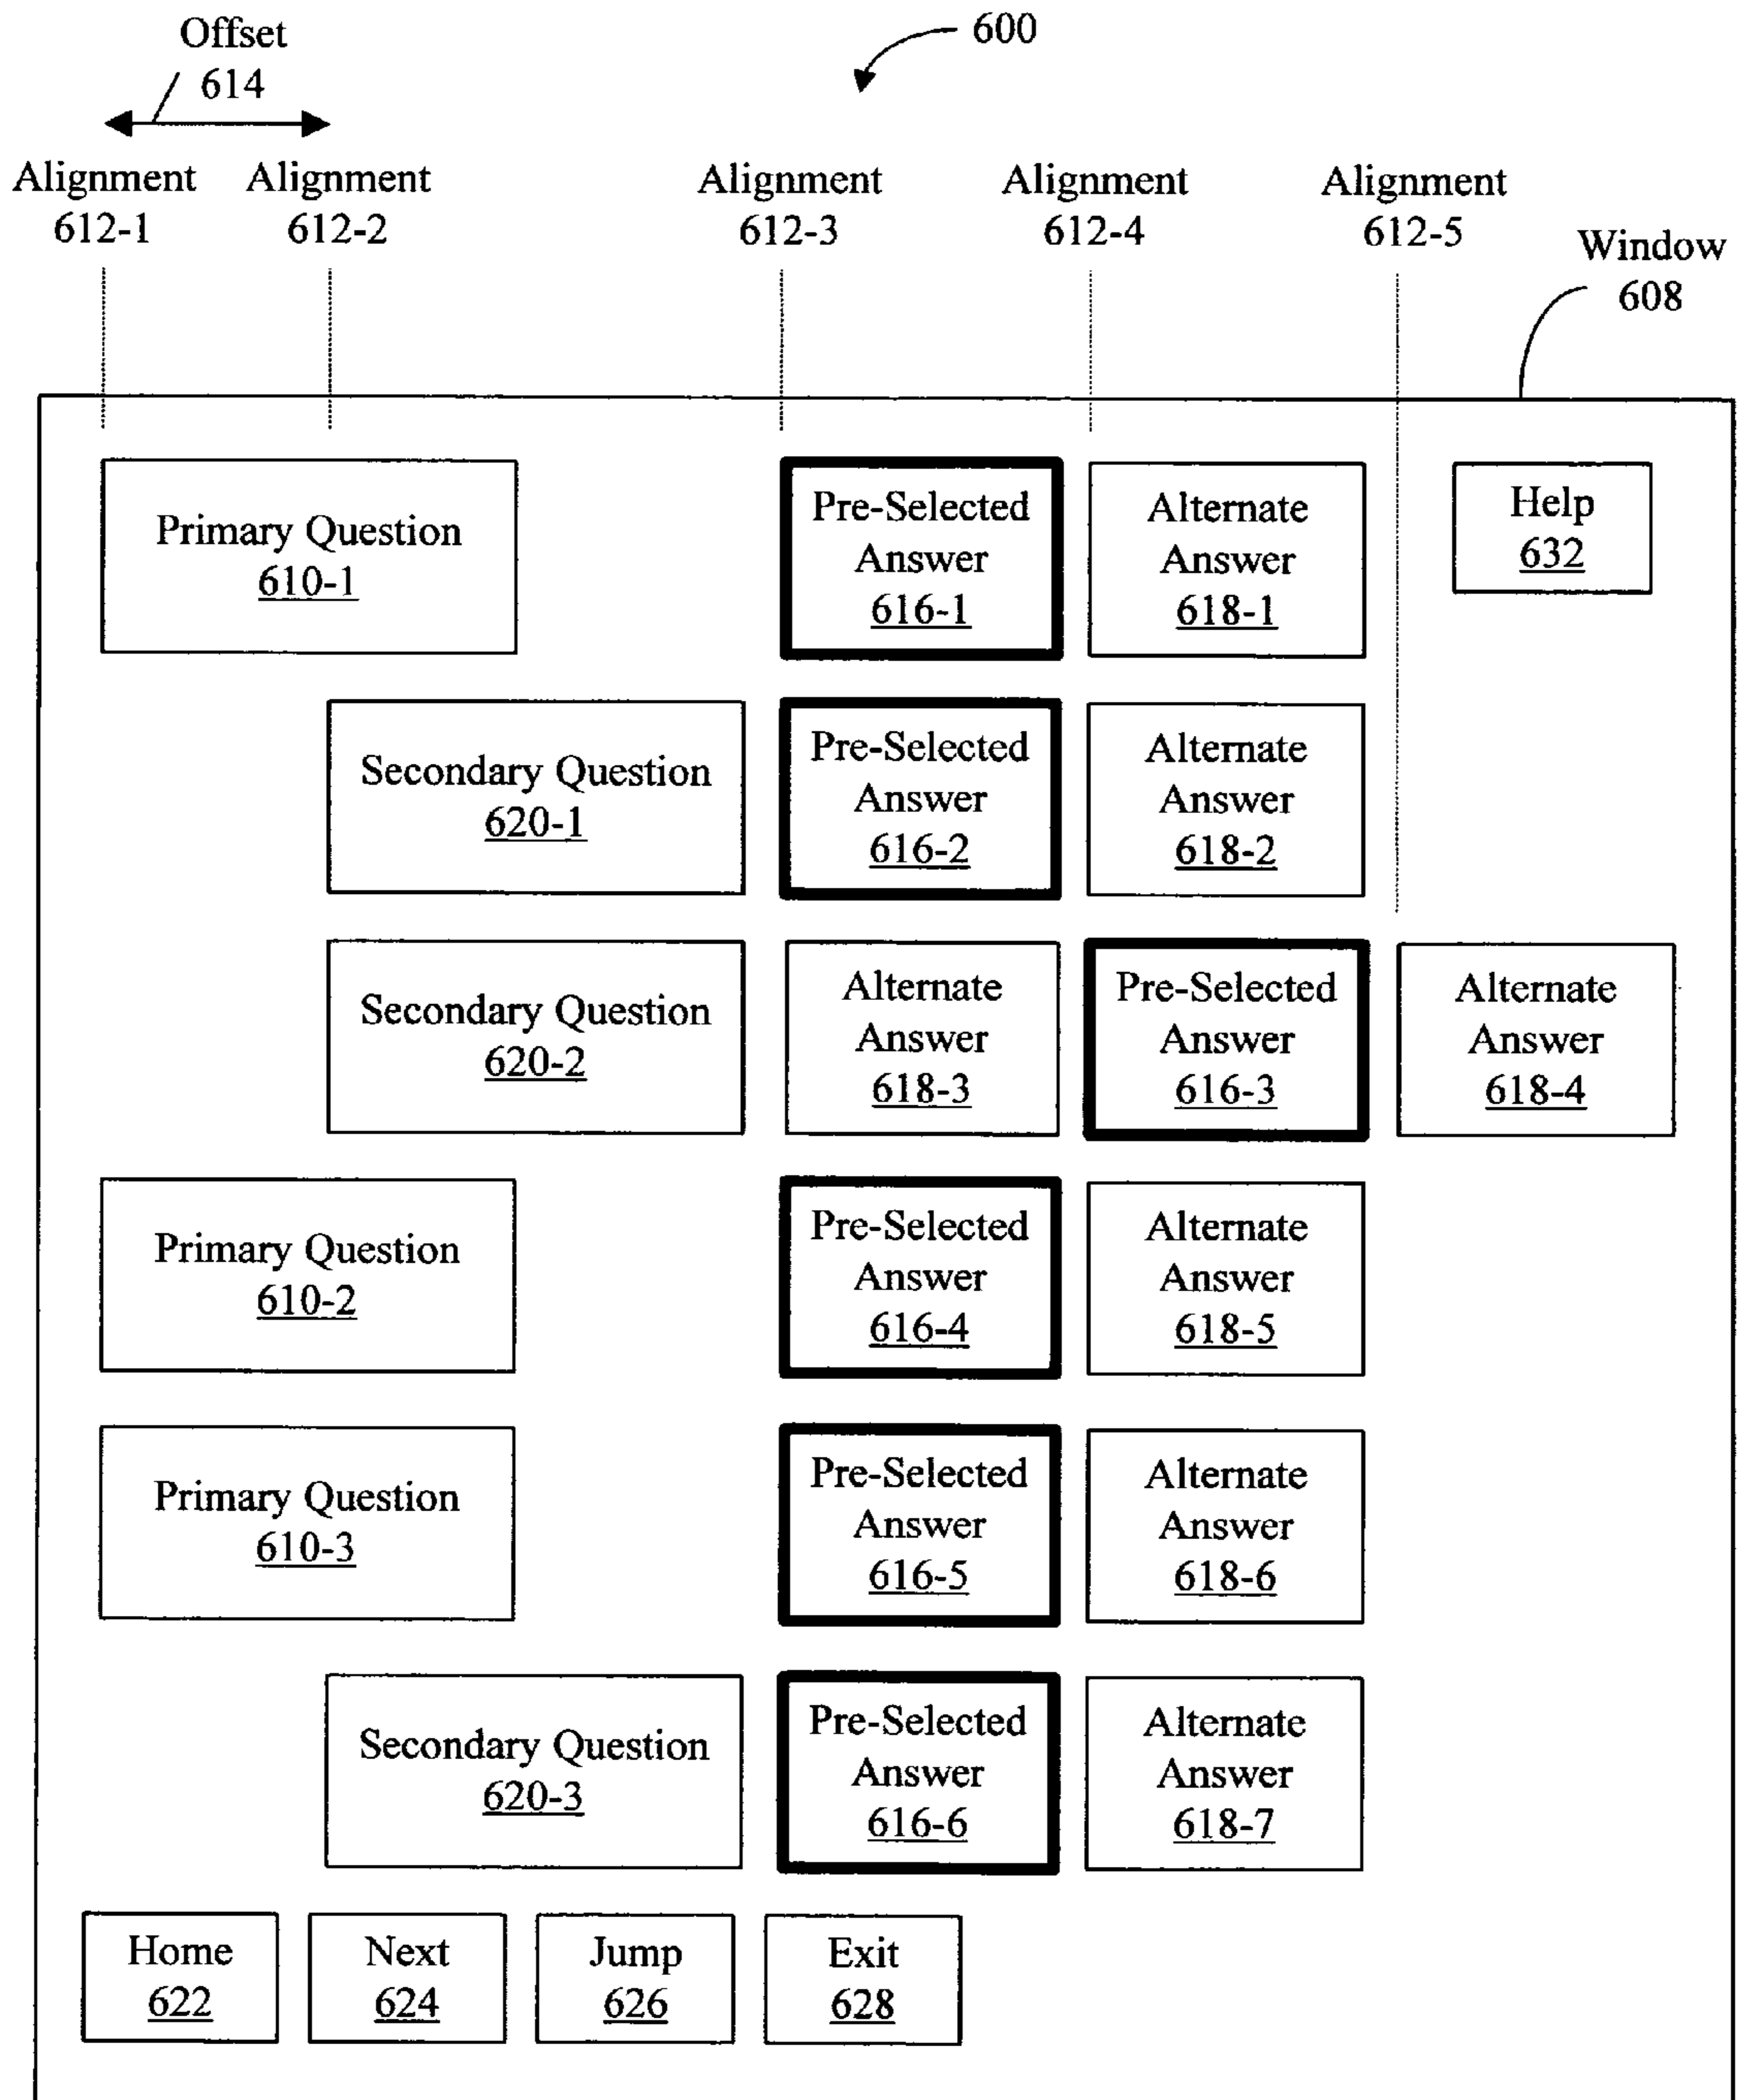 Offset
614
600
Alignment
612-1
Alignment
612-2
Alignment
612-3
Alignment
612-4
Alignment
612-5
Window
608
Primary Question
610-1
Pre-Selected
Answer
616-1
Alternate
Answer
618-1
Help
632
Secondary Question
620-1
Pre-Selected
Answer
616-2
Alternate
Answer
618-2
Secondary Question
620-2
Alternate
Answer
618-3
Pre-Selected
Answer
616-3
Alternate
Answer
618-4
Primary Question
610-2
Pre-Selected
Answer
616-4
Alternate
Answer
618-5
Primary Question
610-3
Pre-Selected
Answer
616-5
Alternate
Answer
618-6
Secondary Question
620-3
Pre-Selected
Answer
616-6
Alternate
Answer
618-7
Home
622
Next
624
Jump
626
Exit
628